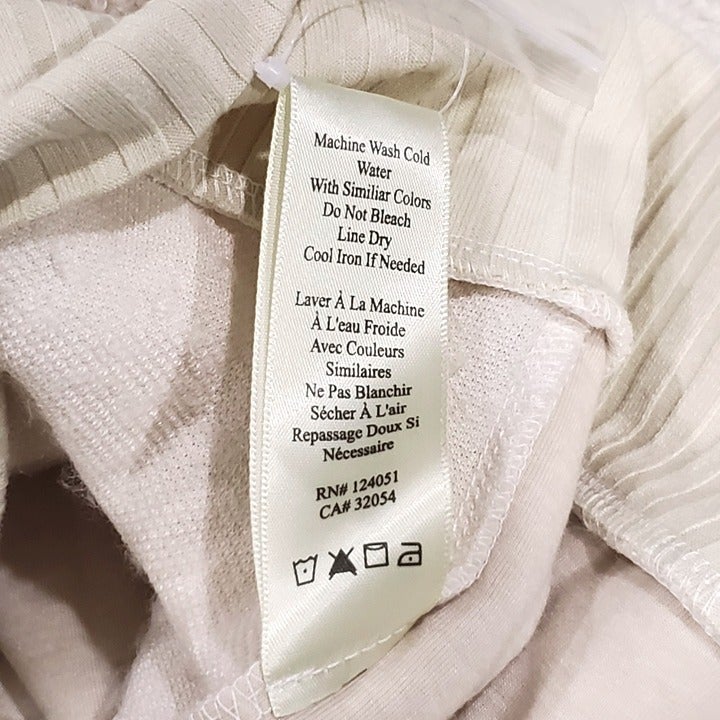 Machine Wash Cold
Water
With Similiar Colors
Do Not Bleach
Line Dry
Cool Iron If Needed
Laver À La Machine
À L'eau Froide
Avec Couleurs
Similaires
Ne Pas Blanchir
Sécher À L'air
Repassage Doux Si
Nécessaire
RN# 124051
CA# 32054